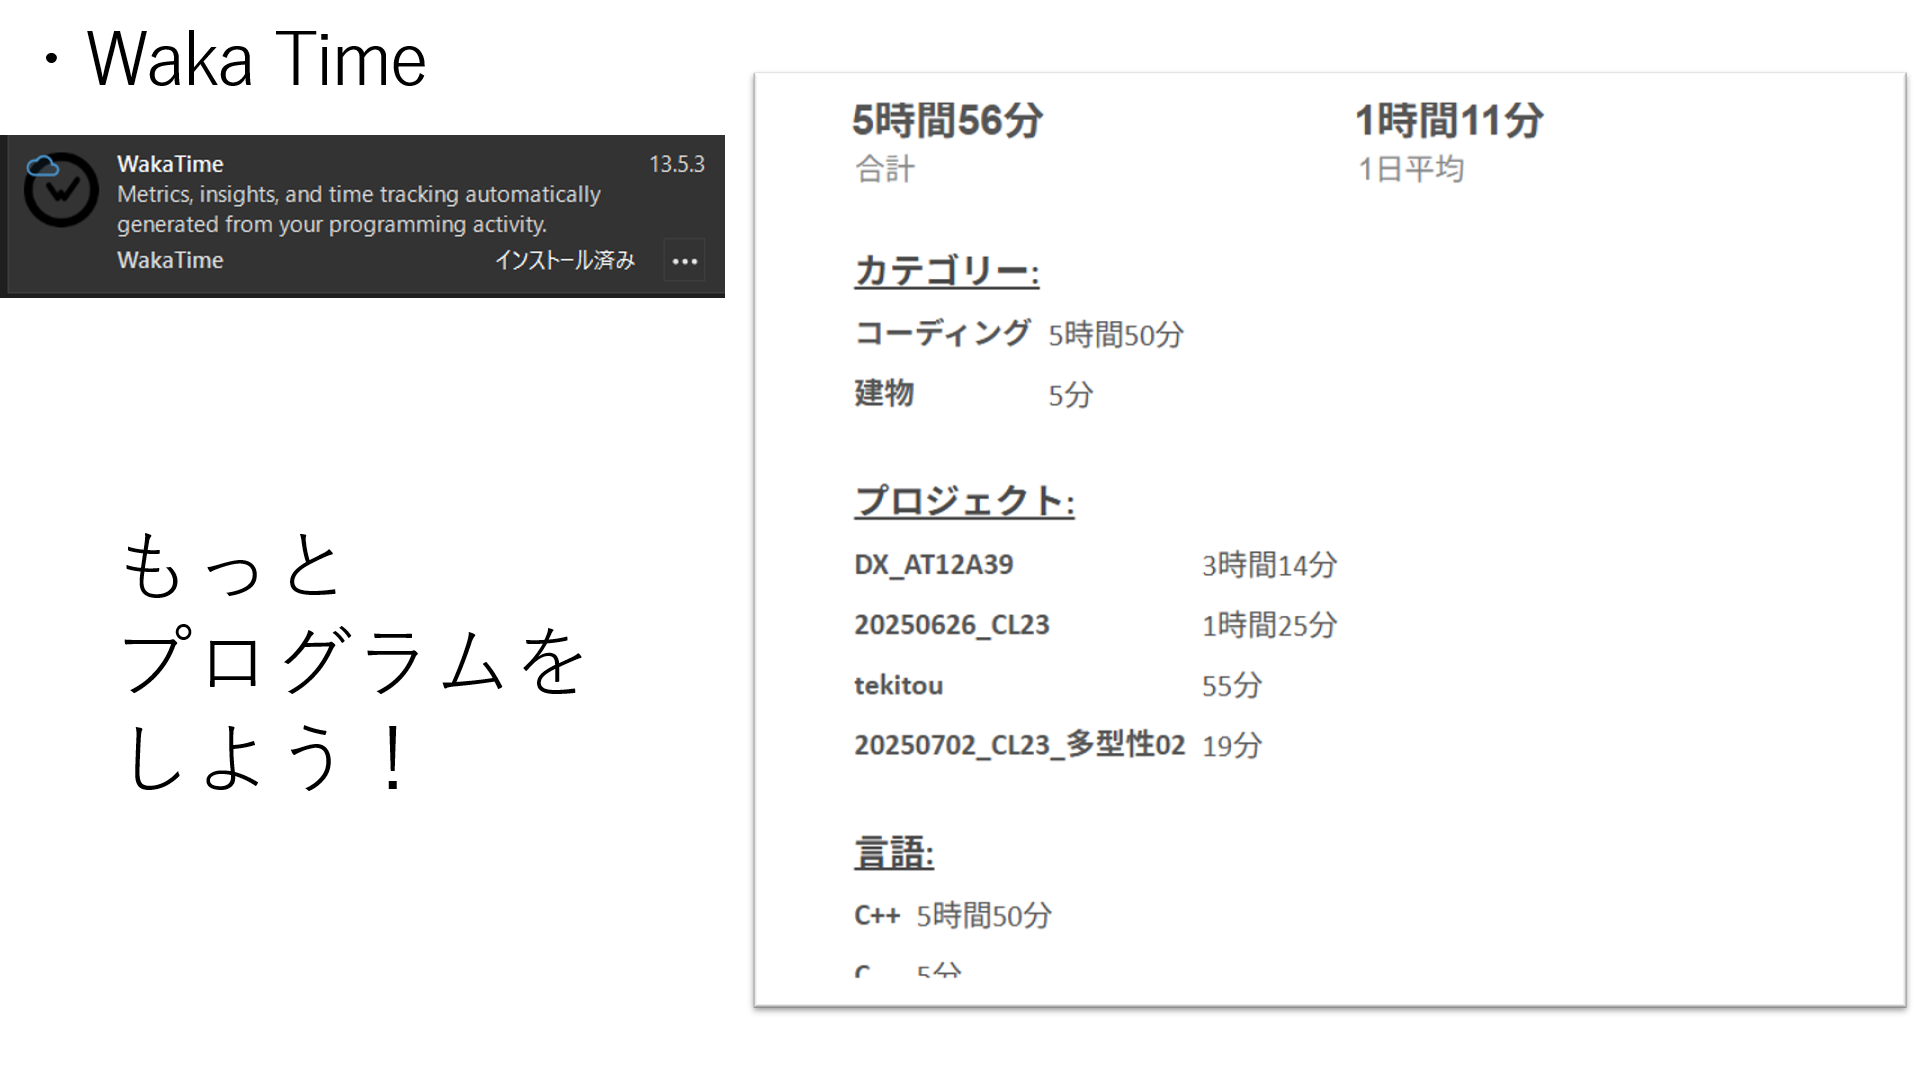 ・Waka Time
WakaTime 13.5.3
Metrics, insights, and time tracking automatically
generated from your programming activity.
WakaTime インストール済み ...
もっと
プログラムを
しよう！
5時間56分 1時間11分
合計 1日平均
カテゴリー:
コーディング 5時間50分
建物 5分
プロジェクト:
DX_AT12A39 3時間14分
20250626_CL23 1時間25分
tekitou 55分
20250702_CL23_多型性02 19分
言語:
C++ 5時間50分
C 5分